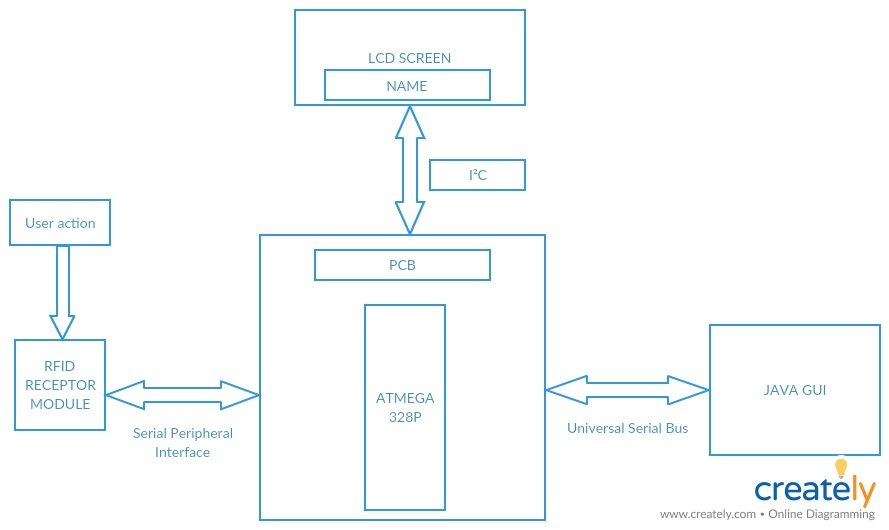 LCD SCREEN
NAME
I²C
User action
PCB
RFID
RECEPTOR
MODULE
ATMEGA
328P
JAVA GUI
Serial Peripheral
Interface
Universal Serial Bus
creately
www.creately.com • Online Diagramming